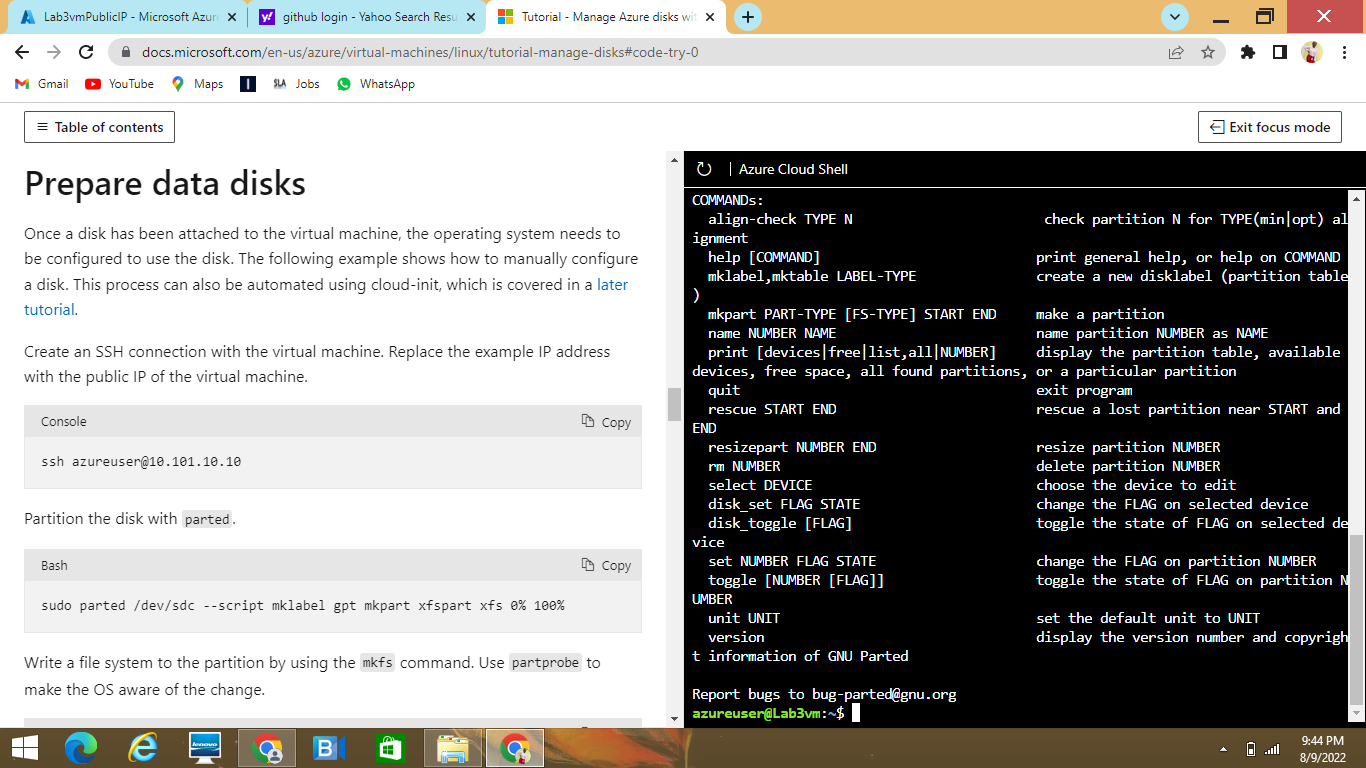 Lab3vmPublicIP - Microsoft Azur
github login - Yahoo Search Resu
Tutorial - Manage Azure disks wit
docs.microsoft.com/en-us/azure/virtual-machines/linux/tutorial-manage-disks#code-try-0
Gmail YouTube Maps SLA Jobs WhatsApp
Table of contents
Exit focus mode
Prepare data disks
Once a disk has been attached to the virtual machine, the operating system needs to
be configured to use the disk. The following example shows how to manually configure
a disk. This process can also be automated using cloud-init, which is covered in a later
tutorial.
Create an SSH connection with the virtual machine. Replace the example IP address
with the public IP of the virtual machine.
Console Copy
ssh azureuser@10.101.10.10
Partition the disk with parted.
Bash Copy
sudo parted /dev/sdc --script mklabel gpt mkpart xfspart xfs 0% 100%
Write a file system to the partition by using the mkfs command. Use partprobe to
make the OS aware of the change.
Azure Cloud Shell
COMMANDs:
align-check TYPE N check partition N for TYPE(min|opt) al
ignment
help [COMMAND] print general help, or help on COMMAND
mklabel,mktable LABEL-TYPE create a new disklabel (partition table
)
mkpart PART-TYPE [FS-TYPE] START END make a partition
name NUMBER NAME name partition NUMBER as NAME
print [devices|free|list,all|NUMBER] display the partition table, available
devices, free space, all found partitions, or a particular partition
quit exit program
rescue START END rescue a lost partition near START and
END
resizepart NUMBER END resize partition NUMBER
rm NUMBER delete partition NUMBER
select DEVICE choose the device to edit
disk_set FLAG STATE change the FLAG on selected device
disk_toggle [FLAG] toggle the state of FLAG on selected de
vice
set NUMBER FLAG STATE change the FLAG on partition NUMBER
toggle [NUMBER [FLAG]] toggle the state of FLAG on partition N
UMBER
unit UNIT set the default unit to UNIT
version display the version number and copyrigh
t information of GNU Parted
Report bugs to bug-parted@gnu.org
azureuser@Lab3vm:~$
lenovo
9:44 PM
8/9/2022